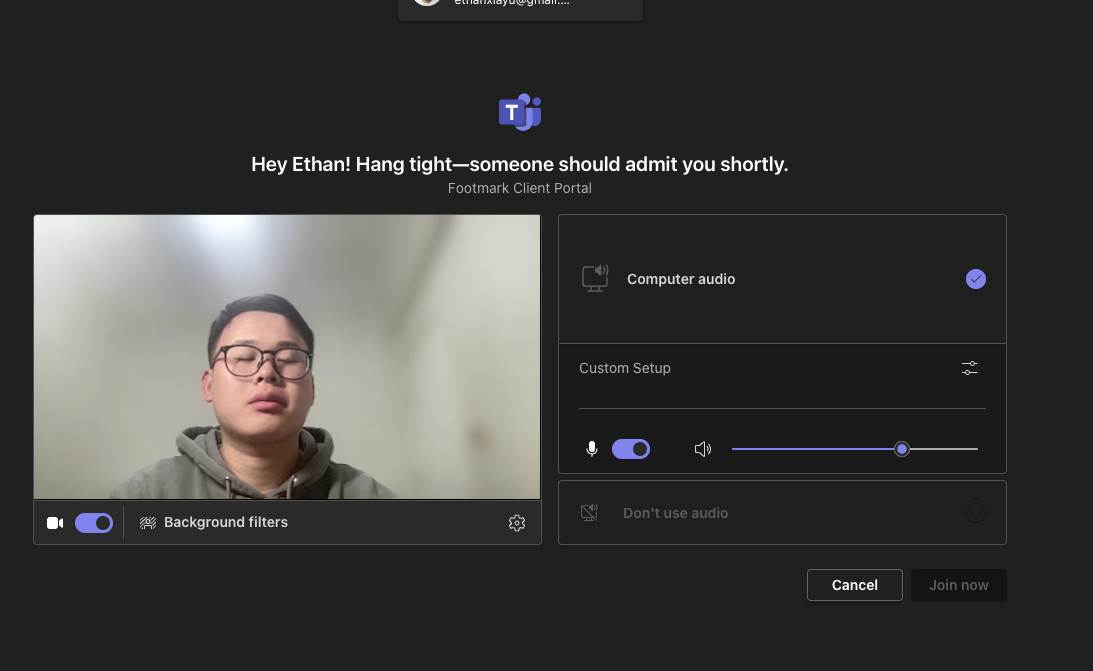 ethanxiayu@gmail....
T
Hey Ethan! Hang tight—someone should admit you shortly.
Footmark Client Portal
Computer audio
Custom Setup
Background filters
Don't use audio
Cancel
Join now